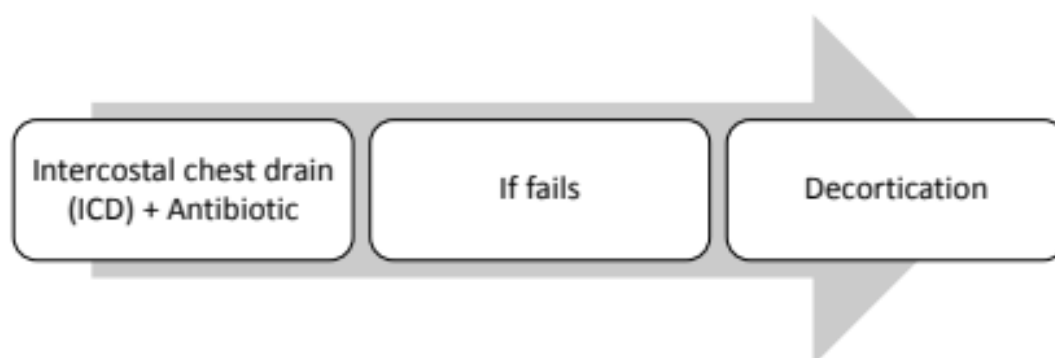 Intercostal chest drain
(ICD) + Antibiotic
If fails
Decortication